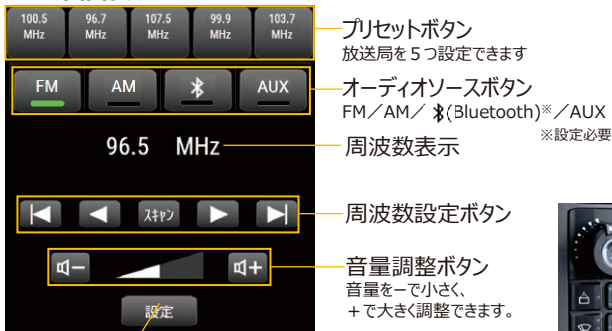 100.5 MHz 96.7 MHz 107.5 MHz 99.9 MHz 103.7 MHz
プリセットボタン
放送局を5つ設定できます
FM AM AUX
オーディオソースボタン
FM/AM/ (Bluetooth)※/AUX
※設定必要
96.5 MHz
周波数表示
スキャン
周波数設定ボタン
音量調整ボタン
音量を−で小さく、
+で大きく調整できます。
設定